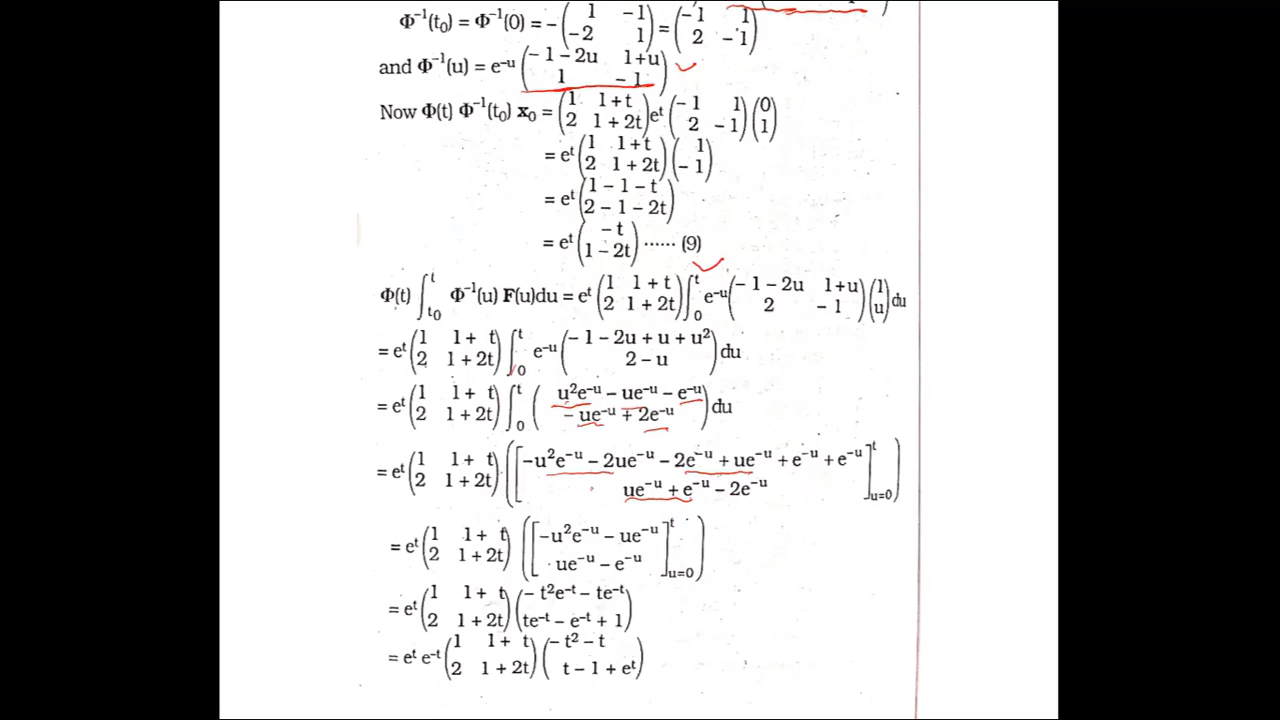 Φ⁻¹(t₀) = Φ⁻¹(0) = −(1 −1; −2 1) = (−1 1; 2 −1)
and Φ⁻¹(u) = e⁻ᵘ (−1−2u 1+u; 1 −1)
Now Φ(t) Φ⁻¹(t₀) x₀ = (1 1+t; 2 1+2t) eᵗ (−1 1; 2 −1) (0; 1)
= eᵗ (1 1+t; 2 1+2t) (1; −1)
= eᵗ (1−1−t; 2−1−2t)
= eᵗ (−t; 1−2t) ...... (9)
Φ(t) ∫_{t₀}^{t} Φ⁻¹(u) F(u)du = eᵗ (1 1+t; 2 1+2t) ∫_0^t e⁻ᵘ (−1−2u 1+u; 2 −1) (1; u) du
= eᵗ (1 1+t; 2 1+2t) ∫_0^t e⁻ᵘ (−1−2u+u+u²; 2−u) du
= eᵗ (1 1+t; 2 1+2t) ∫_0^t (u²e⁻ᵘ − ue⁻ᵘ − e⁻ᵘ; −ue⁻ᵘ + 2e⁻ᵘ) du
= eᵗ (1 1+t; 2 1+2t) ([−u²e⁻ᵘ − 2ue⁻ᵘ − 2e⁻ᵘ + ue⁻ᵘ + e⁻ᵘ + e⁻ᵘ; ue⁻ᵘ + e⁻ᵘ − 2e⁻ᵘ]_{u=0}^{t})
= eᵗ (1 1+t; 2 1+2t) ([−u²e⁻ᵘ − ue⁻ᵘ; ue⁻ᵘ − e⁻ᵘ]_{u=0}^{t})
= eᵗ (1 1+t; 2 1+2t) (−t²e⁻ᵗ − te⁻ᵗ; te⁻ᵗ − e⁻ᵗ + 1)
= eᵗ e⁻ᵗ (1 1+t; 2 1+2t) (−t² − t; t − 1 + eᵗ)